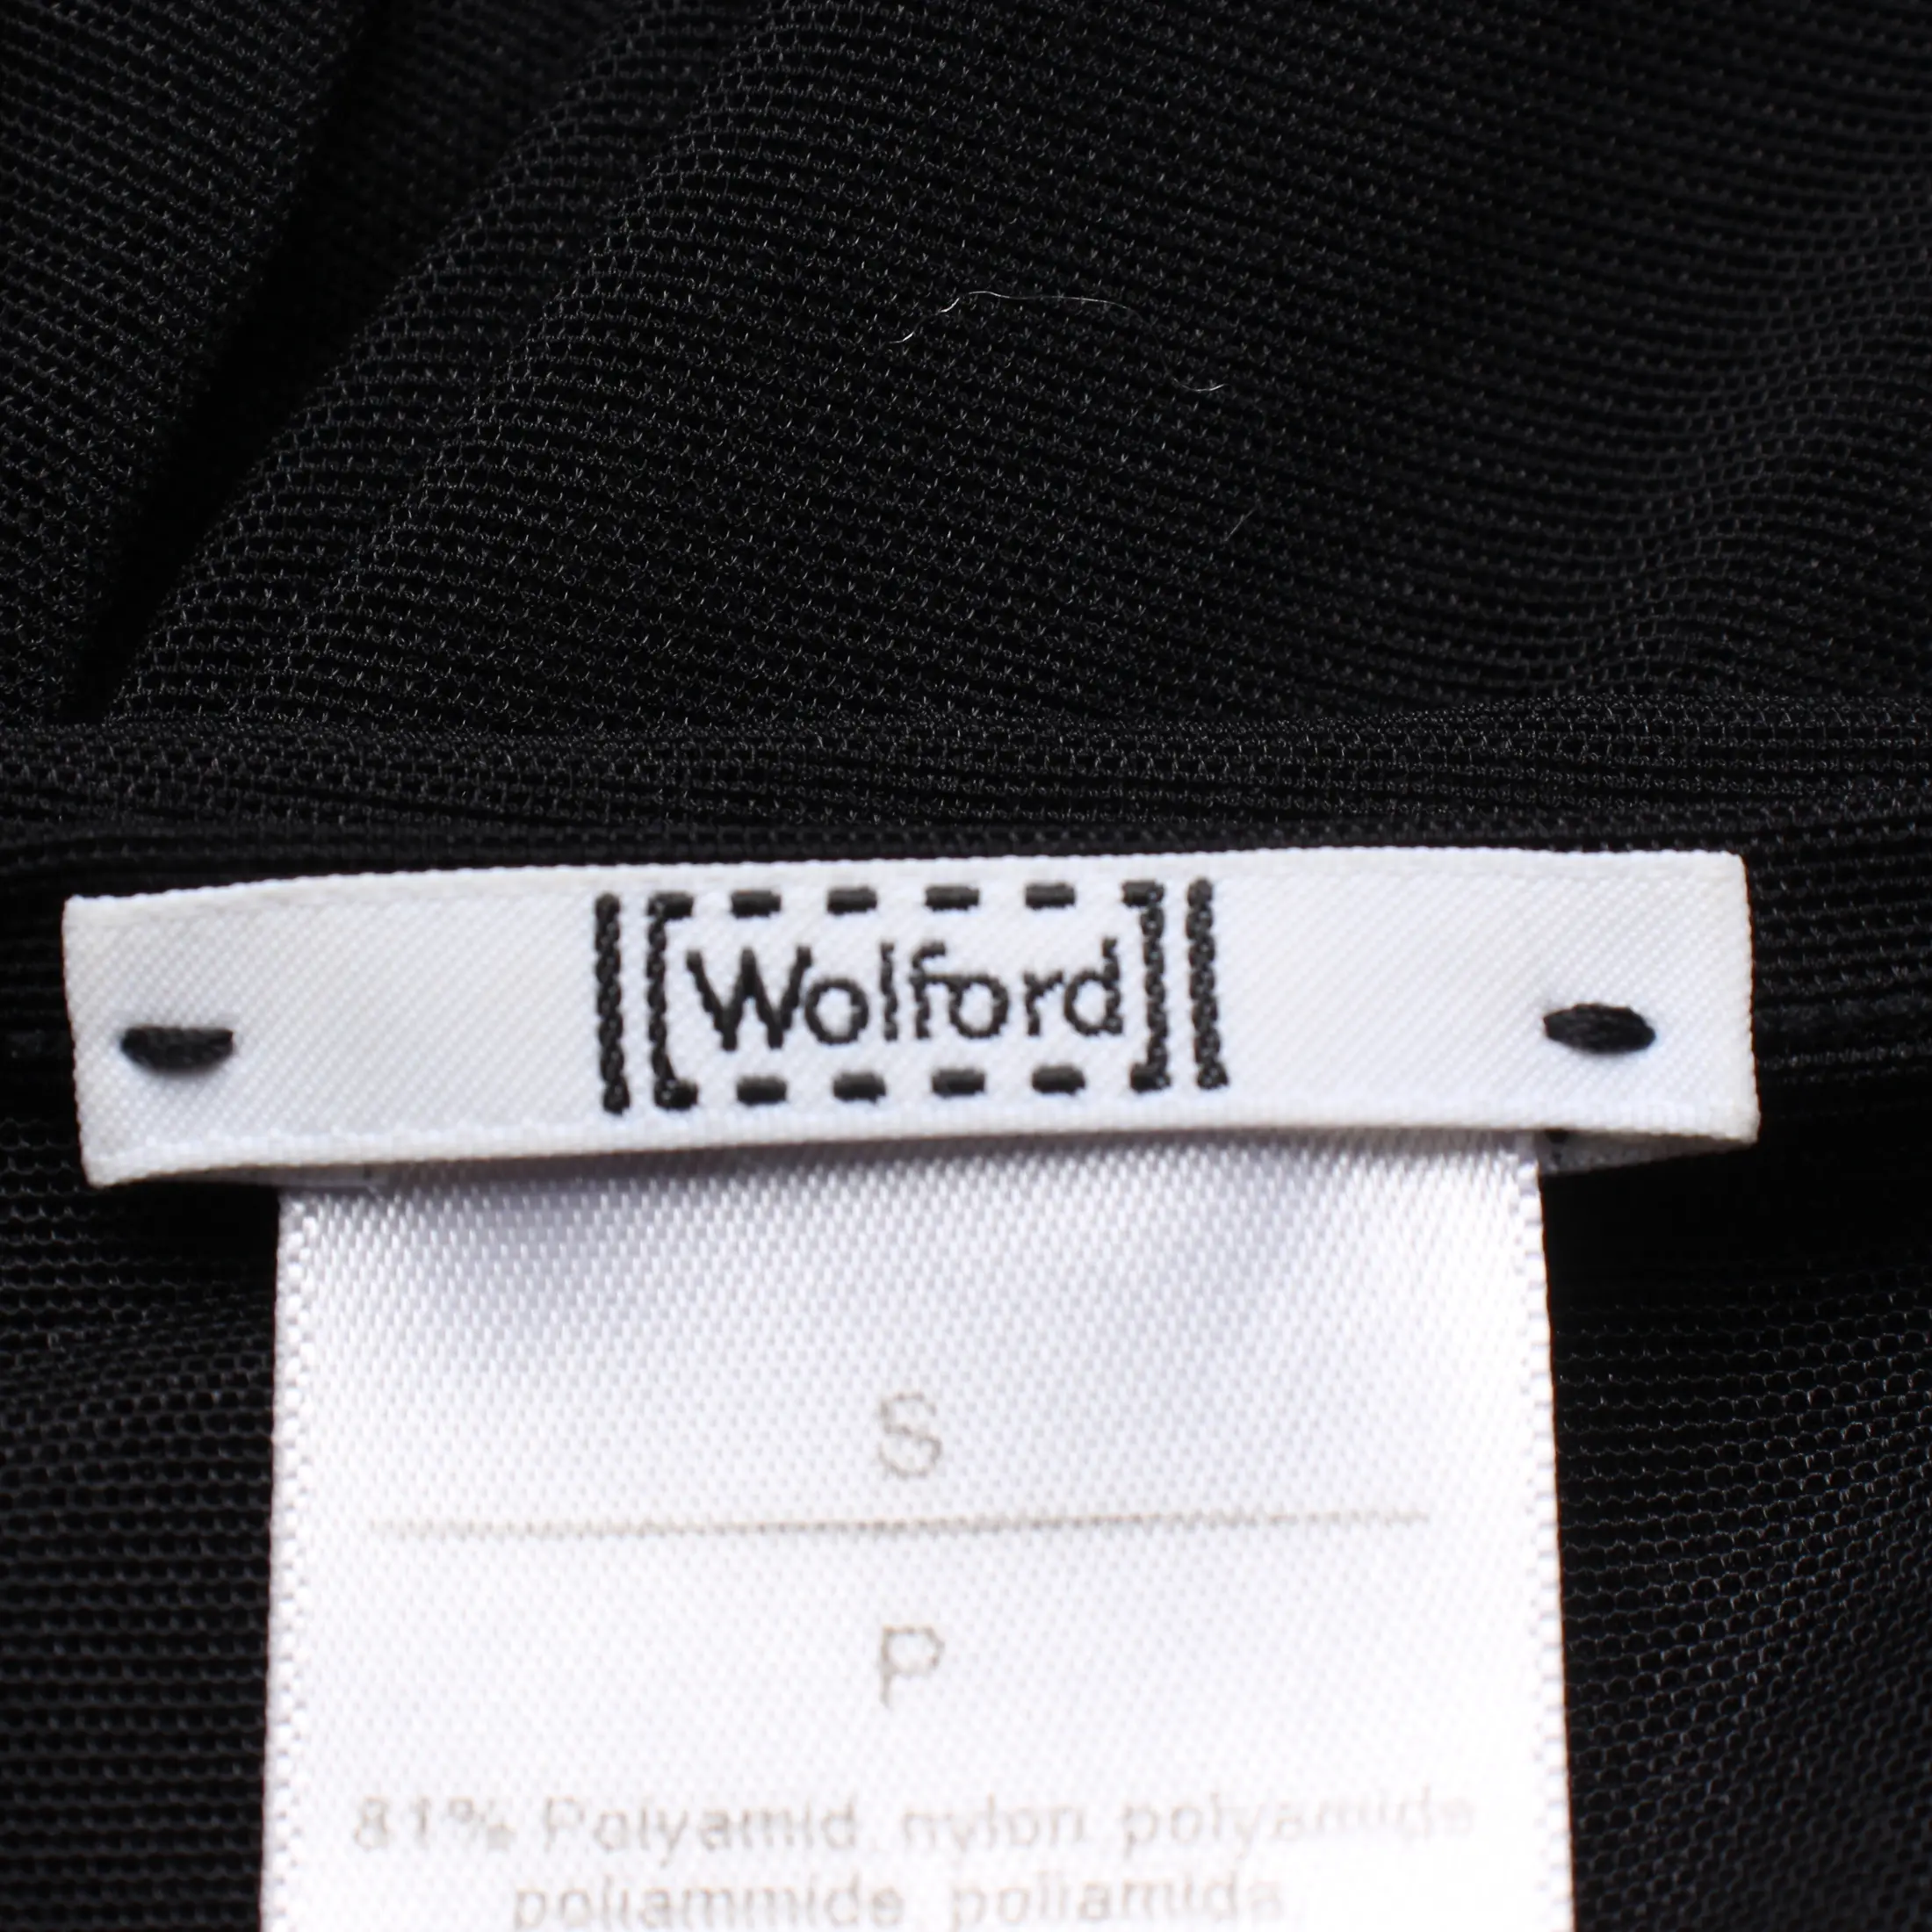 Wolford
S
P
81% Polyamid nylon polyamide
poliammide poliamida